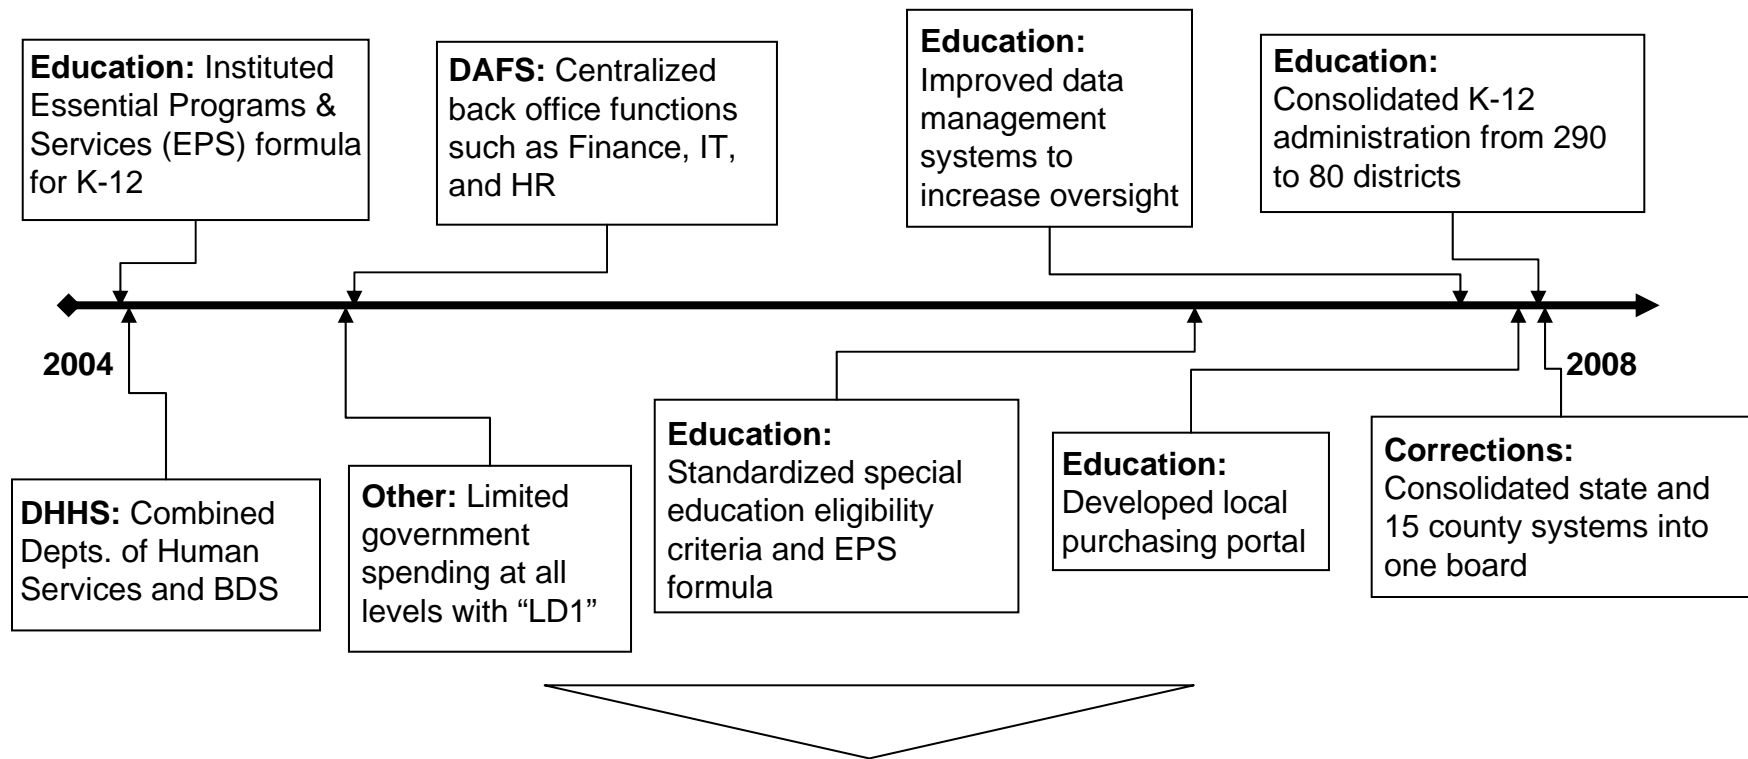 Education: Instituted
Essential Programs &
Services (EPS) formula
for K-12
DAFS: Centralized
back office functions
such as Finance, IT,
and HR
Education:
Improved data
management
systems to
increase oversight
Education:
Consolidated K-12
administration from 290
to 80 districts
2004
2008
DHHS: Combined
Depts. of Human
Services and BDS
Other: Limited
government
spending at all
levels with “LD1”
Education:
Standardized special
education eligibility
criteria and EPS
formula
Education:
Developed local
purchasing portal
Corrections:
Consolidated state and
15 county systems into
one board